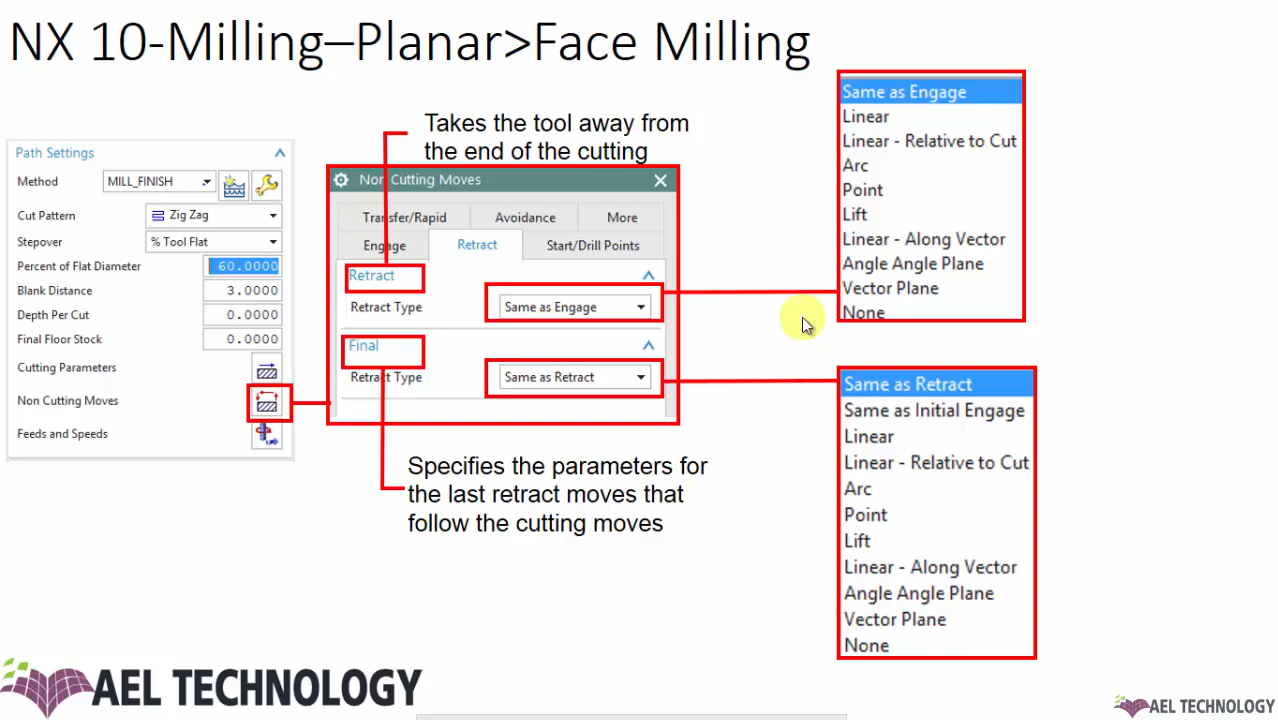 NX 10-Milling–Planar>Face Milling
Path Settings
Method MILL_FINISH
Cut Pattern Zig Zag
Stepover % Tool Flat
Percent of Flat Diameter 60.0000
Blank Distance 3.0000
Depth Per Cut 0.0000
Final Floor Stock 0.0000
Cutting Parameters
Non Cutting Moves
Feeds and Speeds
Takes the tool away from
the end of the cutting
Non Cutting Moves
Transfer/Rapid Avoidance More
Engage Retract Start/Drill Points
Retract
Retract Type Same as Engage
Final
Retract Type Same as Retract
Specifies the parameters for
the last retract moves that
follow the cutting moves
Same as Engage
Linear
Linear - Relative to Cut
Arc
Point
Lift
Linear - Along Vector
Angle Angle Plane
Vector Plane
None
Same as Retract
Same as Initial Engage
Linear
Linear - Relative to Cut
Arc
Point
Lift
Linear - Along Vector
Angle Angle Plane
Vector Plane
None
AEL TECHNOLOGY
AEL TECHNOLOGY